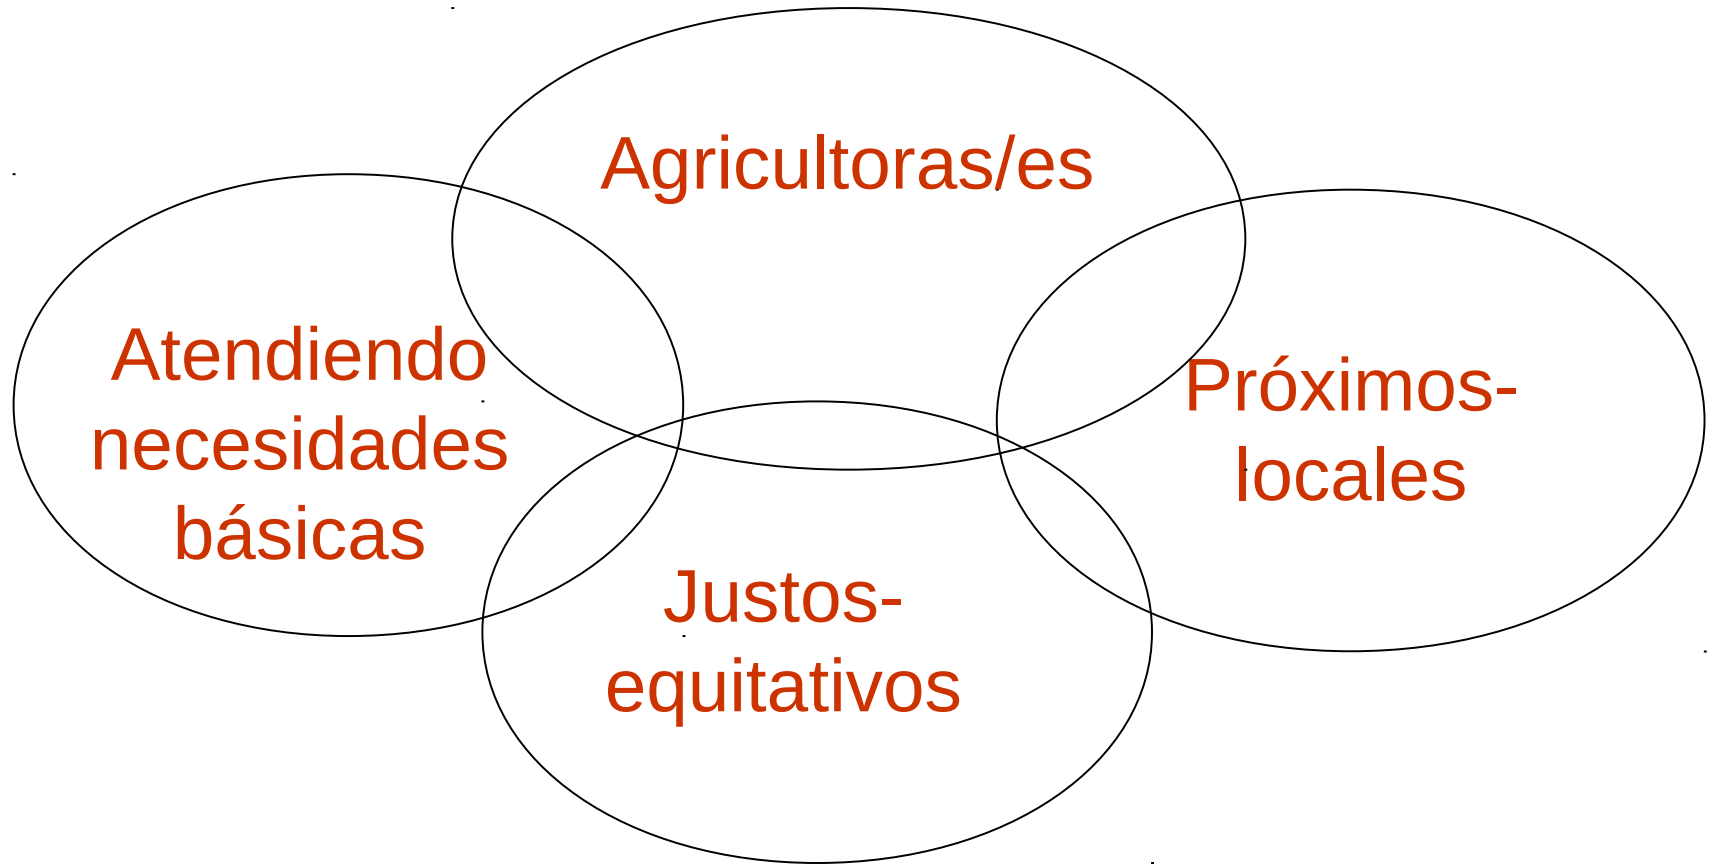 Agricultoras/es
Atendiendo
necesidades
básicas
Próximos-
locales
Justos-
equitativos